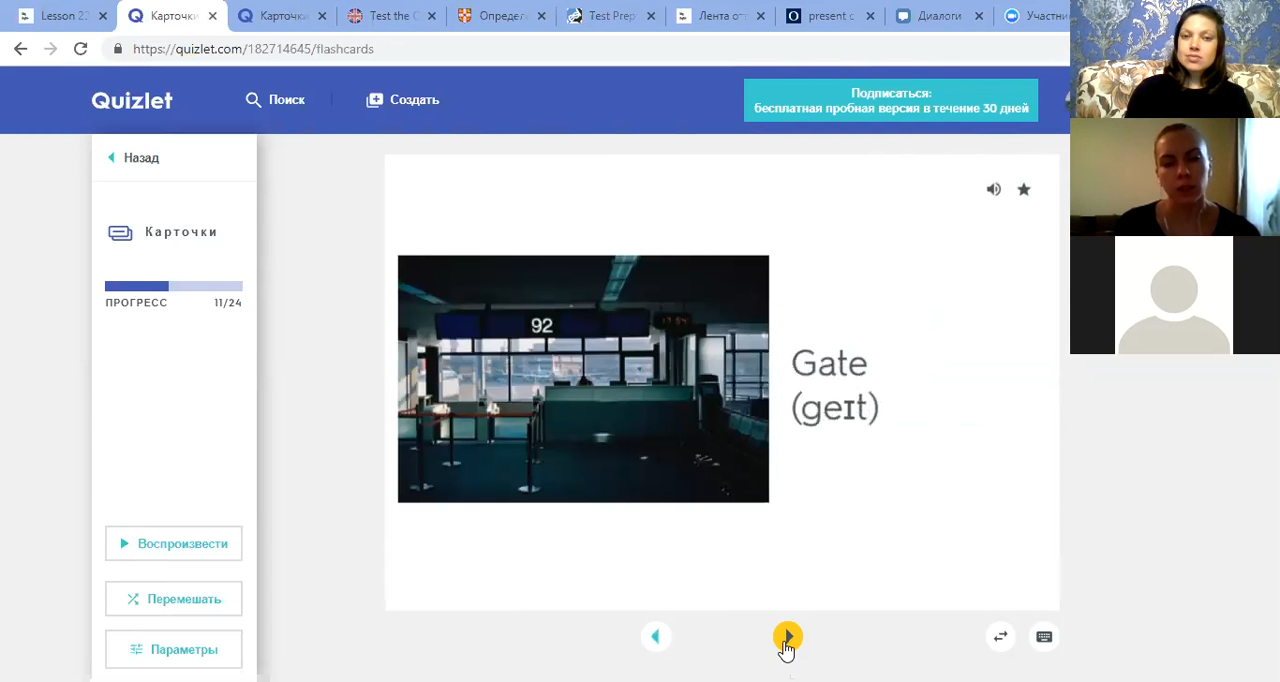 Lesson 22
Карточки
Карточки
Test the
Определ
Test Prep
Лента от
present c
Диалоги
Участни
https://quizlet.com/182714645/flashcards
Quizlet
Поиск
Создать
Подписаться:
бесплатная пробная версия в течение 30 дней
Назад
Карточки
ПРОГРЕСС 11/24
92
Gate
(geɪt)
Воспроизвести
Перемешать
Параметры